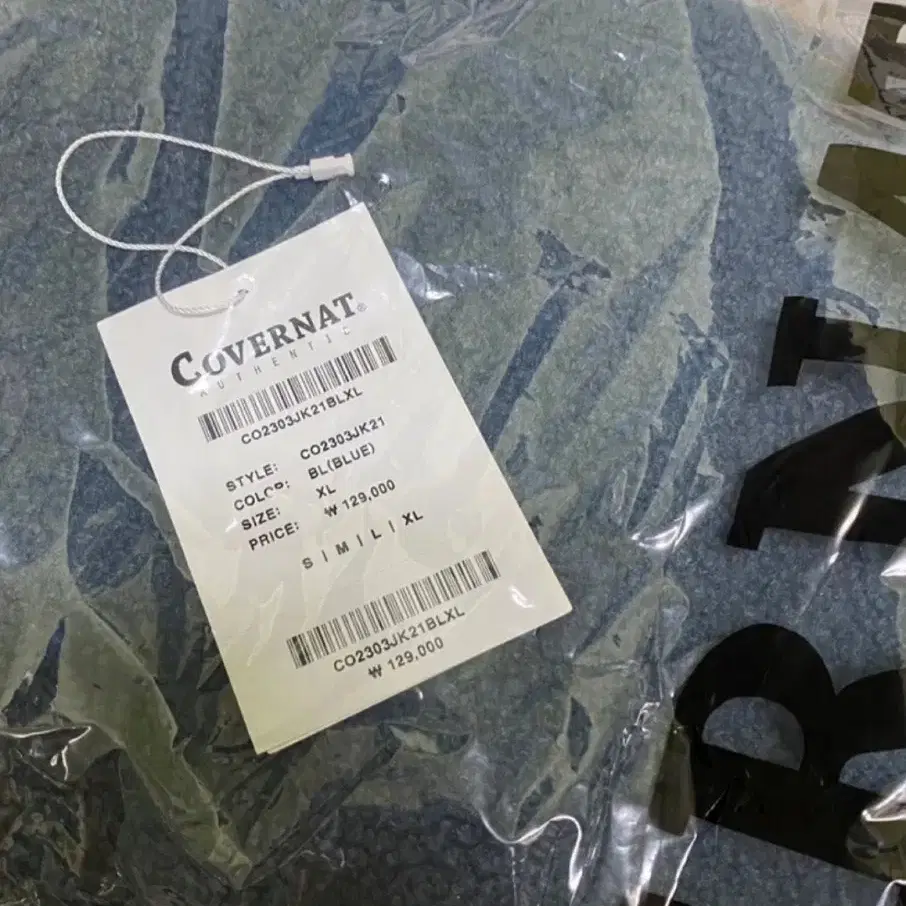 COVERNAT®
AUTHENTIC
CO2303JK21BLXL
STYLE: CO2303JK21
COLOR: BL(BLUE)
SIZE: XL
PRICE: ₩ 129,000
S | M | L | XL
CO2303JK21BLXL
₩ 129,000